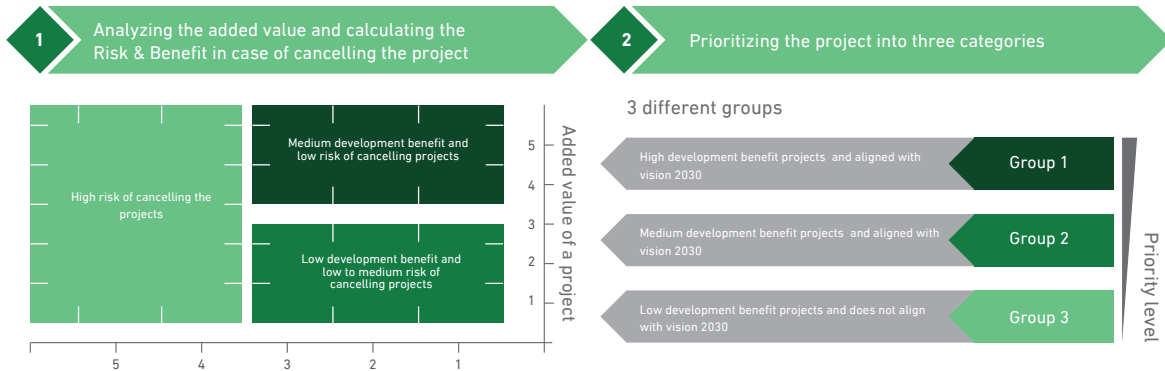 1
Analyzing the added value and calculating the
Risk & Benefit in case of cancelling the project
2
Prioritizing the project into three categories
High risk of cancelling the
projects
Medium development benefit and
low risk of cancelling projects
Low development benefit and
low to medium risk of
cancelling projects
5
4
3
2
1
Added value of a project
5
4
3
2
1
3 different groups
High development benefit projects and aligned with
vision 2030
Group 1
Medium development benefit projects and aligned with
vision 2030
Group 2
Low development benefit projects and does not align
with vision 2030
Group 3
Priority level